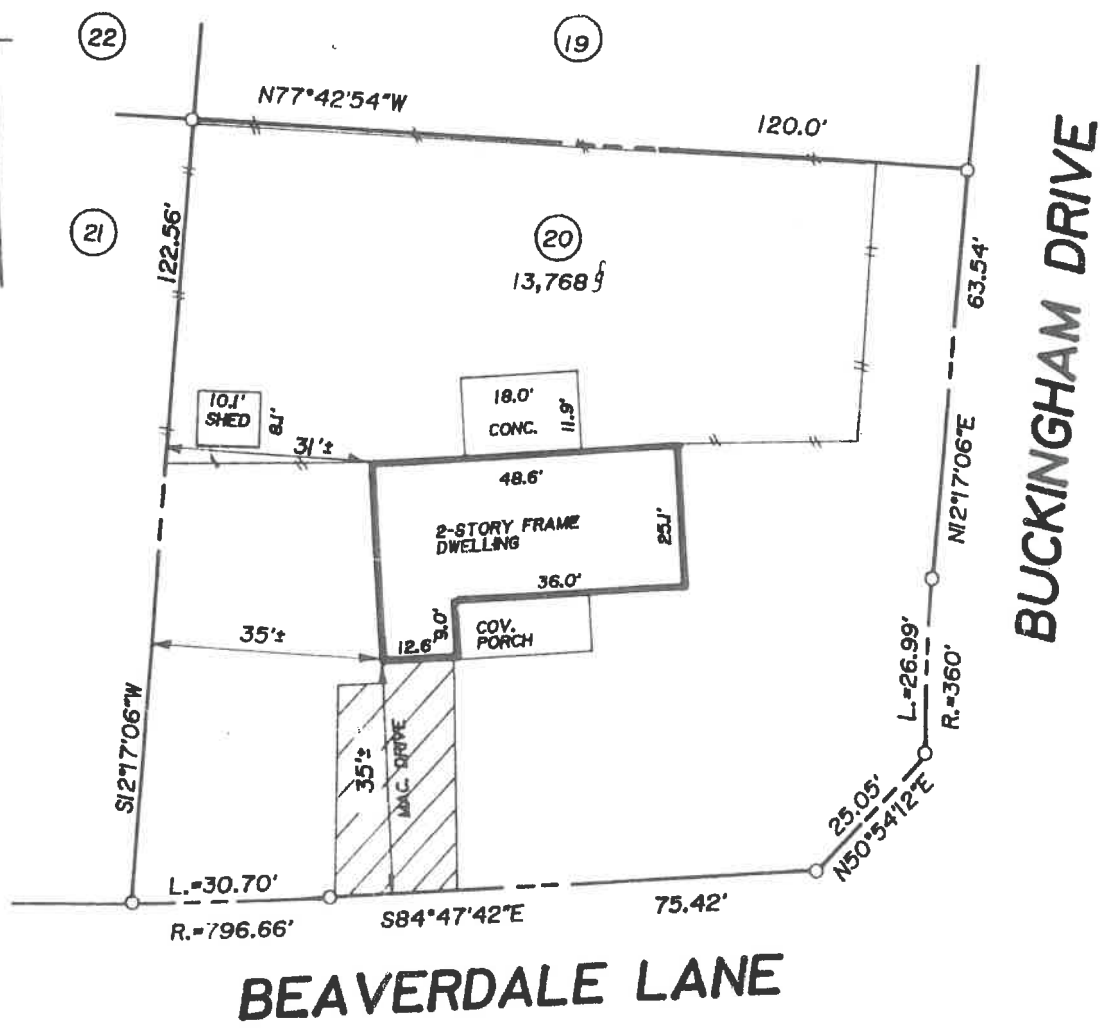 22
19
N77°42'54"W
120.0'
21
122.56'
20
13,768
63.54'
BUCKINGHAM DRIVE
10.1'
SHED
8.1'
31'±
18.0'
CONC.
11.9'
48.6'
2-STORY FRAME
DWELLING
25.1'
36.0'
N12°17'06"E
35'±
12.6'
9.0'
COV.
PORCH
L.=26.99'
R.=360'
S12°17'06"W
35'±
MAC. DRIVE
25.05'
N50°54'12"E
L.=30.70'
R.=796.66'
S84°47'42"E
75.42'
BEAVERDALE LANE